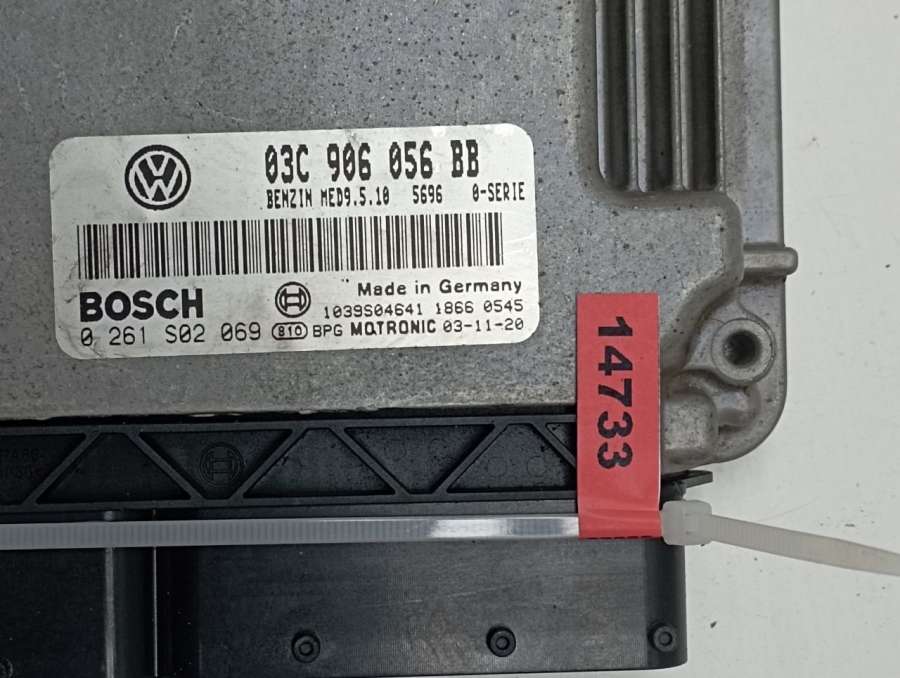 03C 906 056 BB
BENZIN MED9.5.10 5696 0-SERIE
Made in Germany
BOSCH
1039S04641 1866 0545
0 261 S02 069 810 BPG MOTRONIC 03-11-20
14733